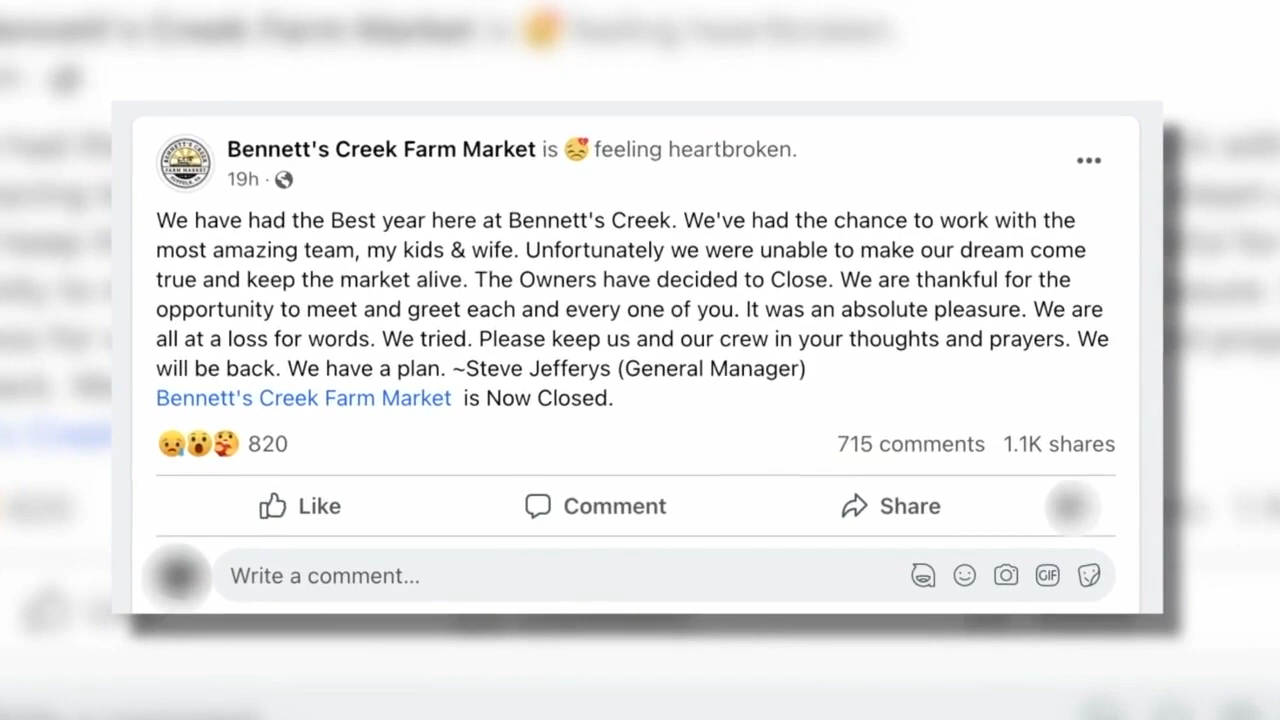 Bennett's Creek Farm Market is 😞 feeling heartbroken.
19h ·
We have had the Best year here at Bennett's Creek. We've had the chance to work with the
most amazing team, my kids & wife. Unfortunately we were unable to make our dream come
true and keep the market alive. The Owners have decided to Close. We are thankful for the
opportunity to meet and greet each and every one of you. It was an absolute pleasure. We are
all at a loss for words. We tried. Please keep us and our crew in your thoughts and prayers. We
will be back. We have a plan. ~Steve Jefferys (General Manager)
Bennett's Creek Farm Market is Now Closed.
820 715 comments 1.1K shares
Like Comment Share
Write a comment... GIF